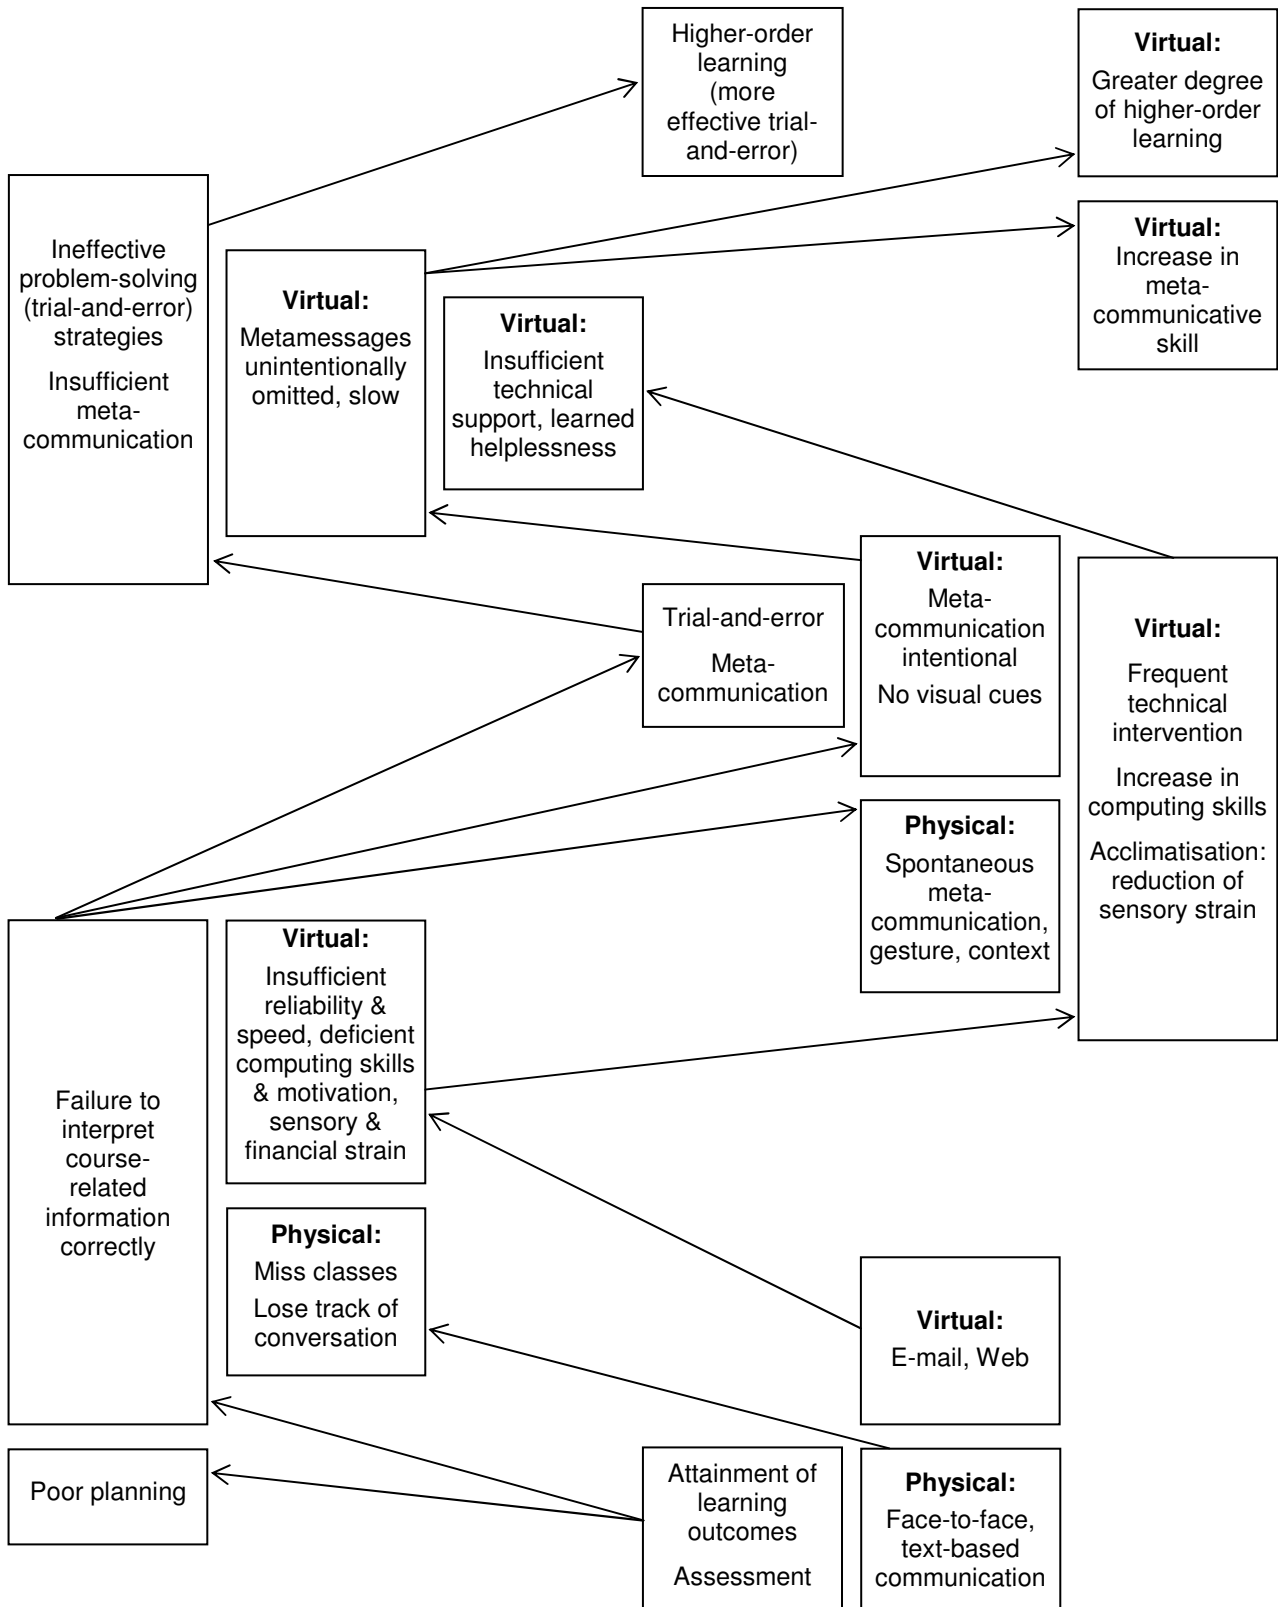 Higher-order
learning
(more
effective trial-
and-error)
Virtual:
Greater degree
of higher-order
learning
Ineffective
problem-solving
(trial-and-error)
strategies
Insufficient
meta-
communication
Virtual:
Metamessages
unintentionally
omitted, slow
Virtual:
Insufficient
technical
support, learned
helplessness
Virtual:
Increase in
meta-
communicative
skill
Trial-and-error
Meta-
communication
Virtual:
Meta-
communication
intentional
No visual cues
Virtual:
Frequent
technical
intervention
Increase in
computing skills
Acclimatisation:
reduction of
sensory strain
Physical:
Spontaneous
meta-
communication,
gesture, context
Failure to
interpret
course-
related
information
correctly
Virtual:
Insufficient
reliability &
speed, deficient
computing skills
& motivation,
sensory &
financial strain
Physical:
Miss classes
Lose track of
conversation
Virtual:
E-mail, Web
Poor planning
Attainment of
learning
outcomes
Assessment
Physical:
Face-to-face,
text-based
communication